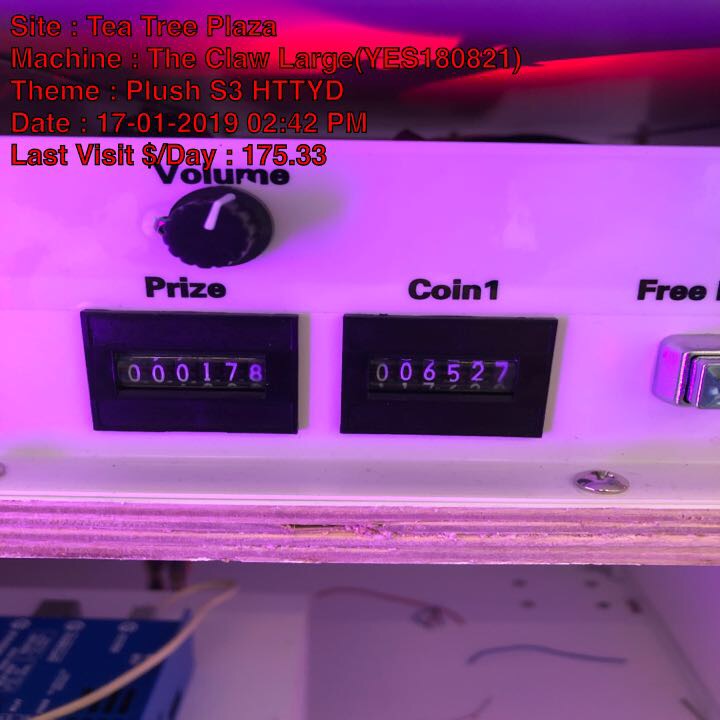 Site : Tea Tree Plaza
Machine : The Claw Large(YES180821)
Theme : Plush S3 HTTYD
Date : 17-01-2019 02:42 PM
Last Visit $/Day : 175.33
Volume
Prize Coin1 Free
000178 006527